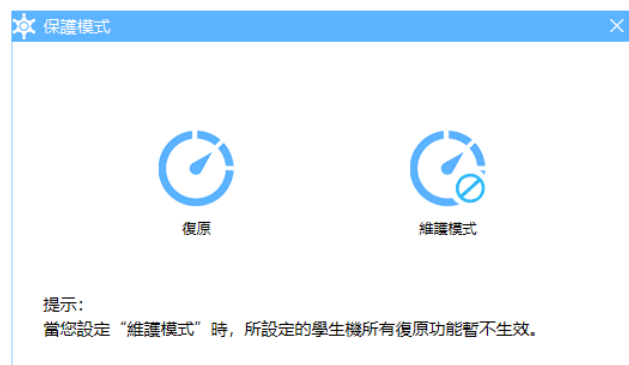 保護模式
復原
維護模式
提示:
當您設定“維護模式”時,所設定的學生機所有復原功能暫不生效。